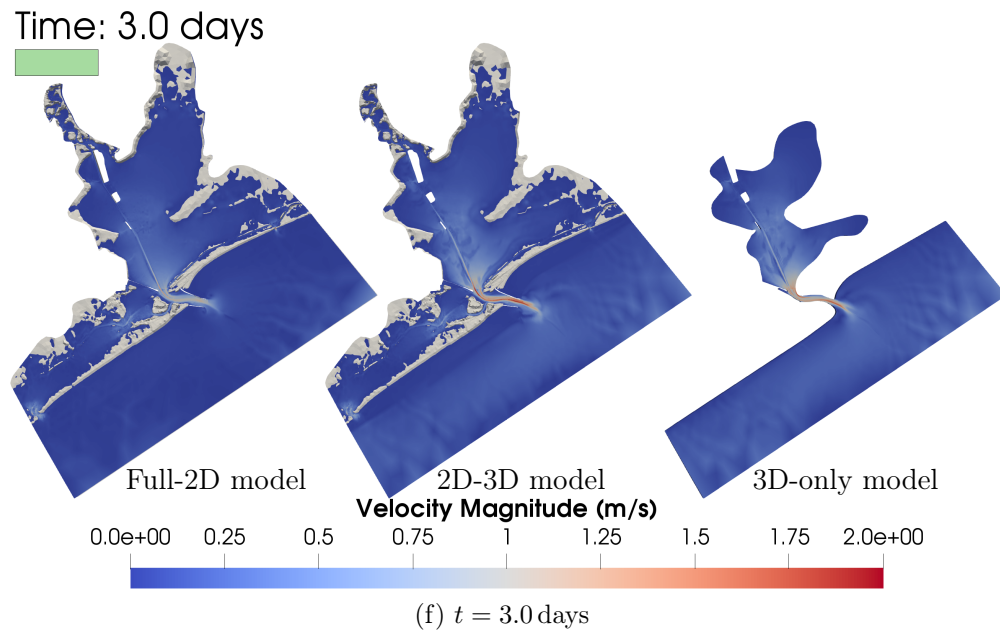 Time: 3.0 days
Full-2D model
2D-3D model
3D-only model
Velocity Magnitude (m/s)
0.0e+00 0.25 0.5 0.75 1 1.25 1.5 1.75 2.0e+00
(f) t = 3.0 days